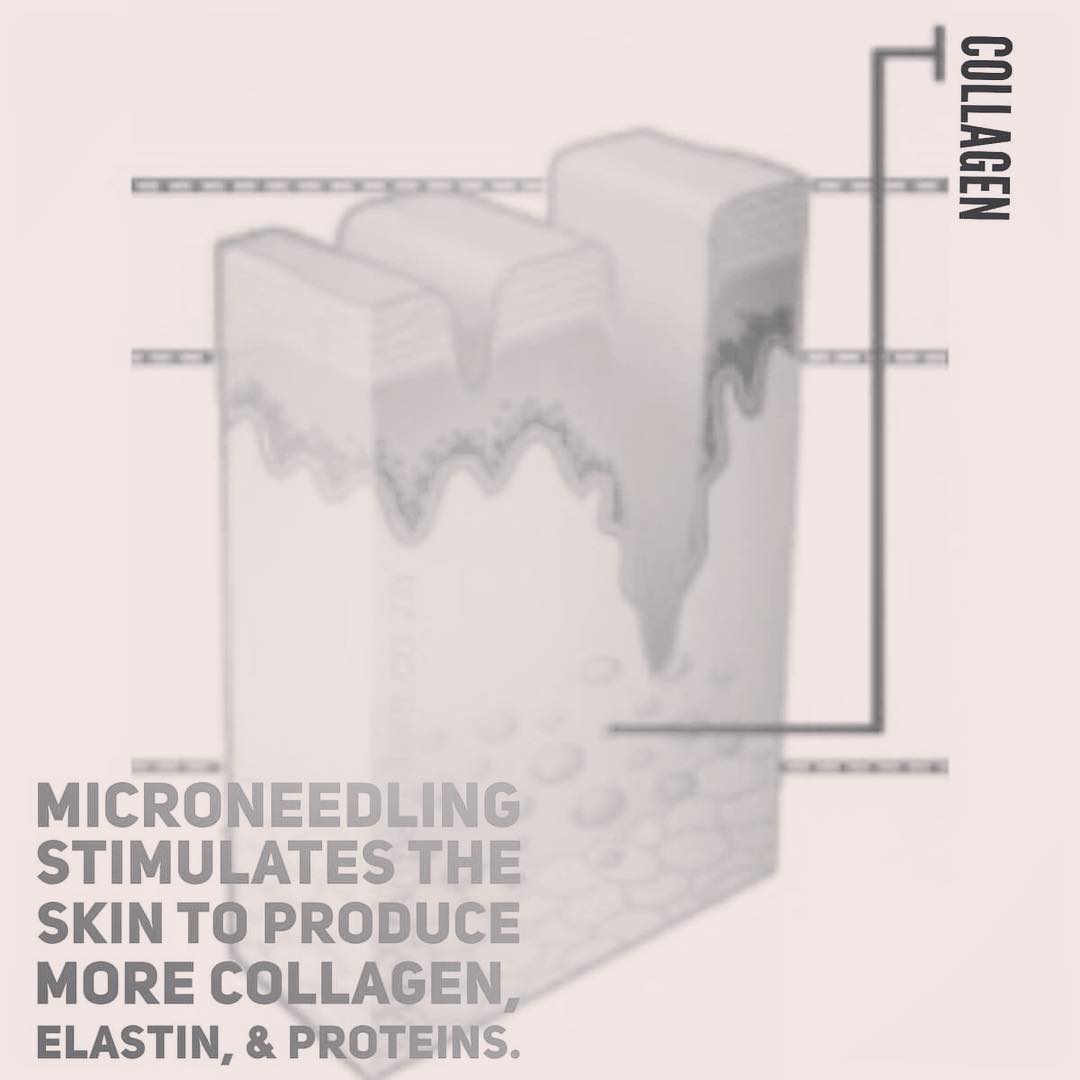 COLLAGEN
MICRONEEDLING
STIMULATES THE
SKIN TO PRODUCE
MORE COLLAGEN,
ELASTIN, & PROTEINS.